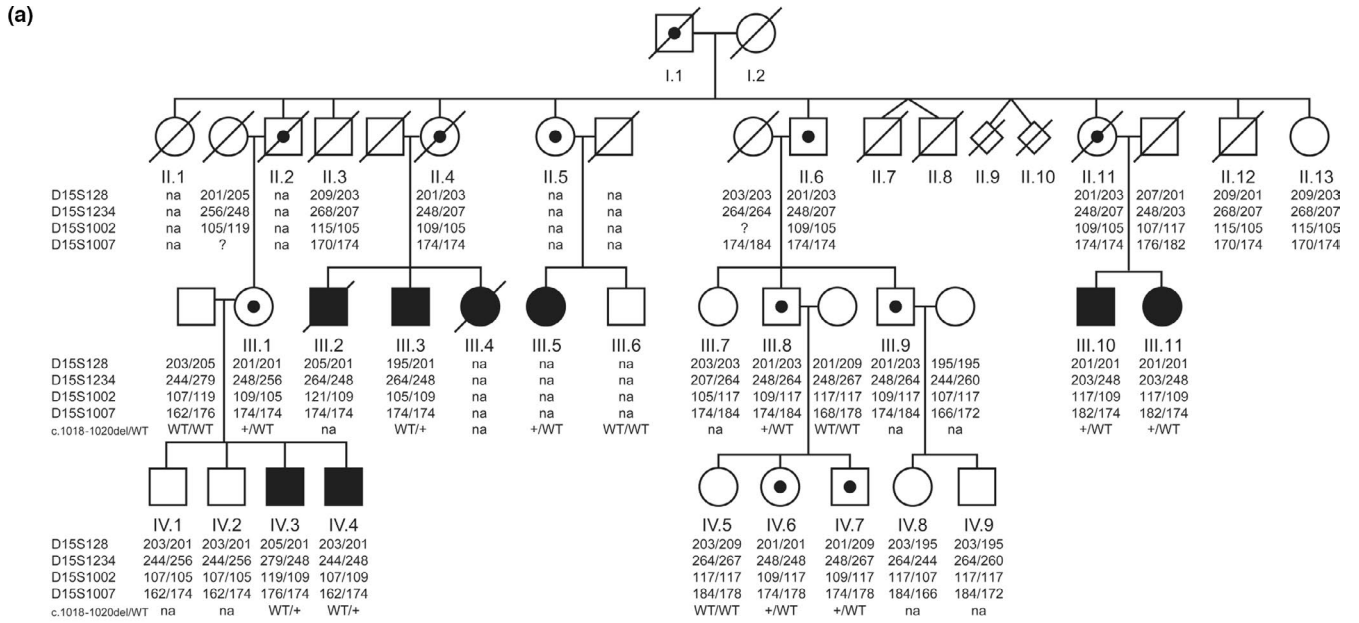 (a)
I.1 I.2
II.1 II.2 II.3 II.4 II.5 II.6 II.7 II.8 II.9 II.10 II.11 II.12 II.13
D15S128 na 201/205 na 209/203 201/203 na na 203/203 201/203 201/203 207/201 209/201 209/203
D15S1234 na 256/248 na 268/207 248/207 na na 264/264 248/207 248/207 248/203 268/207 268/207
D15S1002 na 105/119 na 115/105 109/105 na na ? 109/105 109/105 107/117 115/105 115/105
D15S1007 na ? na 170/174 174/174 na na 174/184 174/174 174/174 176/182 170/174 170/174
III.1 III.2 III.3 III.4 III.5 III.6 III.7 III.8 III.9 III.10 III.11
D15S128 203/205 201/201 205/201 195/201 na na na 203/203 201/203 201/209 201/203 195/195 201/201 201/201
D15S1234 244/279 248/256 264/248 264/248 na na na 207/264 248/264 248/267 248/264 244/260 203/248 203/248
D15S1002 107/119 109/105 121/109 105/109 na na na 105/117 109/117 117/117 109/117 107/117 117/109 117/109
D15S1007 162/176 174/174 174/174 174/174 na na na 174/184 174/184 168/178 174/184 166/172 182/174 182/174
c.1018-1020del/WT WT/WT +/WT na WT/+ na +/WT WT/WT na +/WT WT/WT na na +/WT +/WT
IV.1 IV.2 IV.3 IV.4 IV.5 IV.6 IV.7 IV.8 IV.9
D15S128 203/201 203/201 205/201 203/201 203/209 201/201 201/209 203/195 203/195
D15S1234 244/256 244/256 279/248 244/248 264/267 248/248 248/267 264/244 264/260
D15S1002 107/105 107/105 119/109 107/109 117/117 109/117 109/117 117/107 117/117
D15S1007 162/174 162/174 176/174 162/174 184/178 174/178 174/178 184/166 184/172
c.1018-1020del/WT na na WT/+ WT/+ WT/WT +/WT +/WT na na